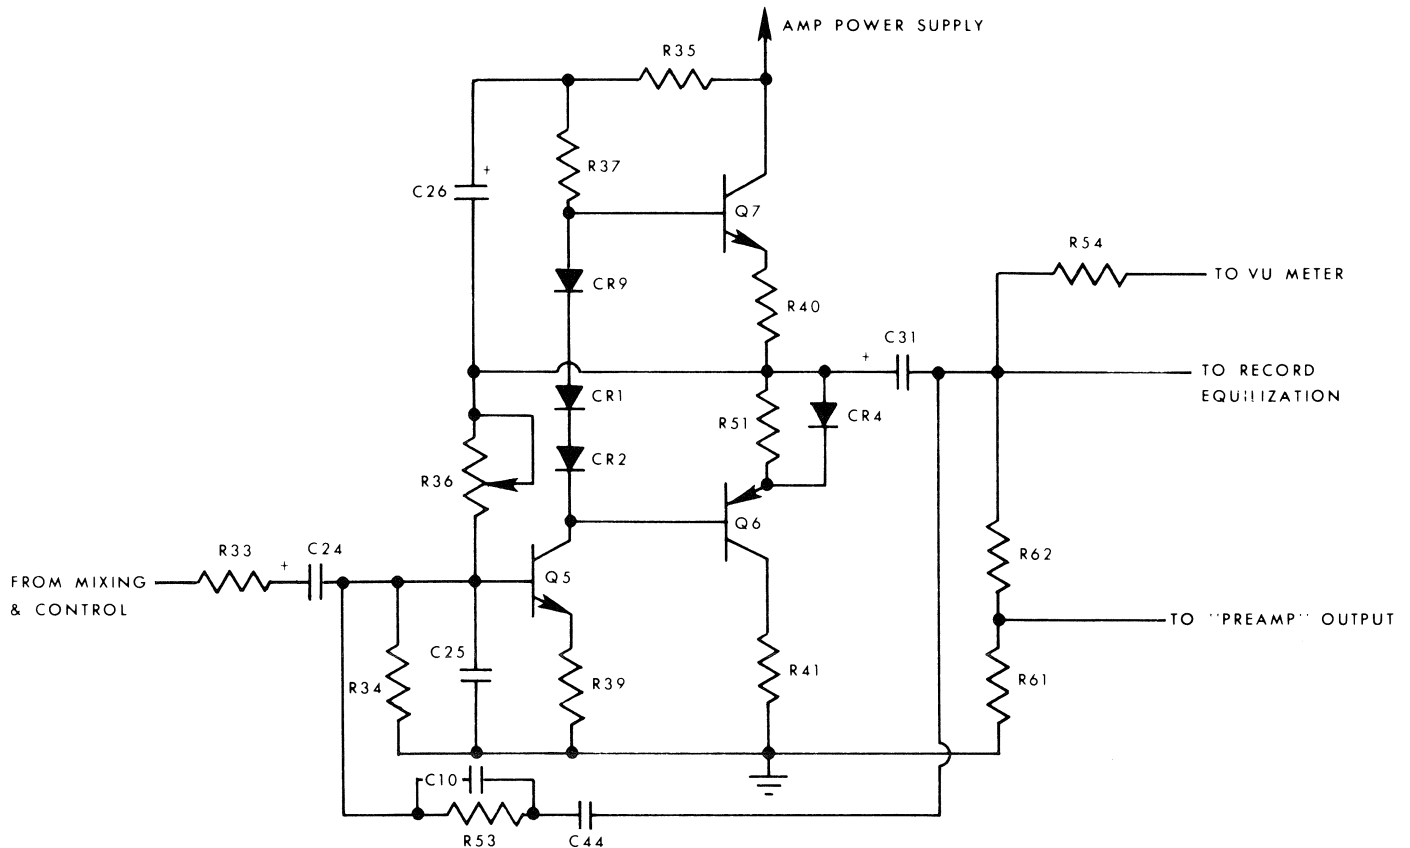 AMP POWER SUPPLY
R35
R37
+
C26
Q7
R54
TO VU METER
CR9
R40
C31
+
TO RECORD
EQUILIZATION
CR1
R51
CR4
CR2
R36
Q6
R33
+
C24
R62
FROM MIXING
& CONTROL
Q5
TO "PREAMP" OUTPUT
C25
R34
R39
R41
R61
C10
R53
C44